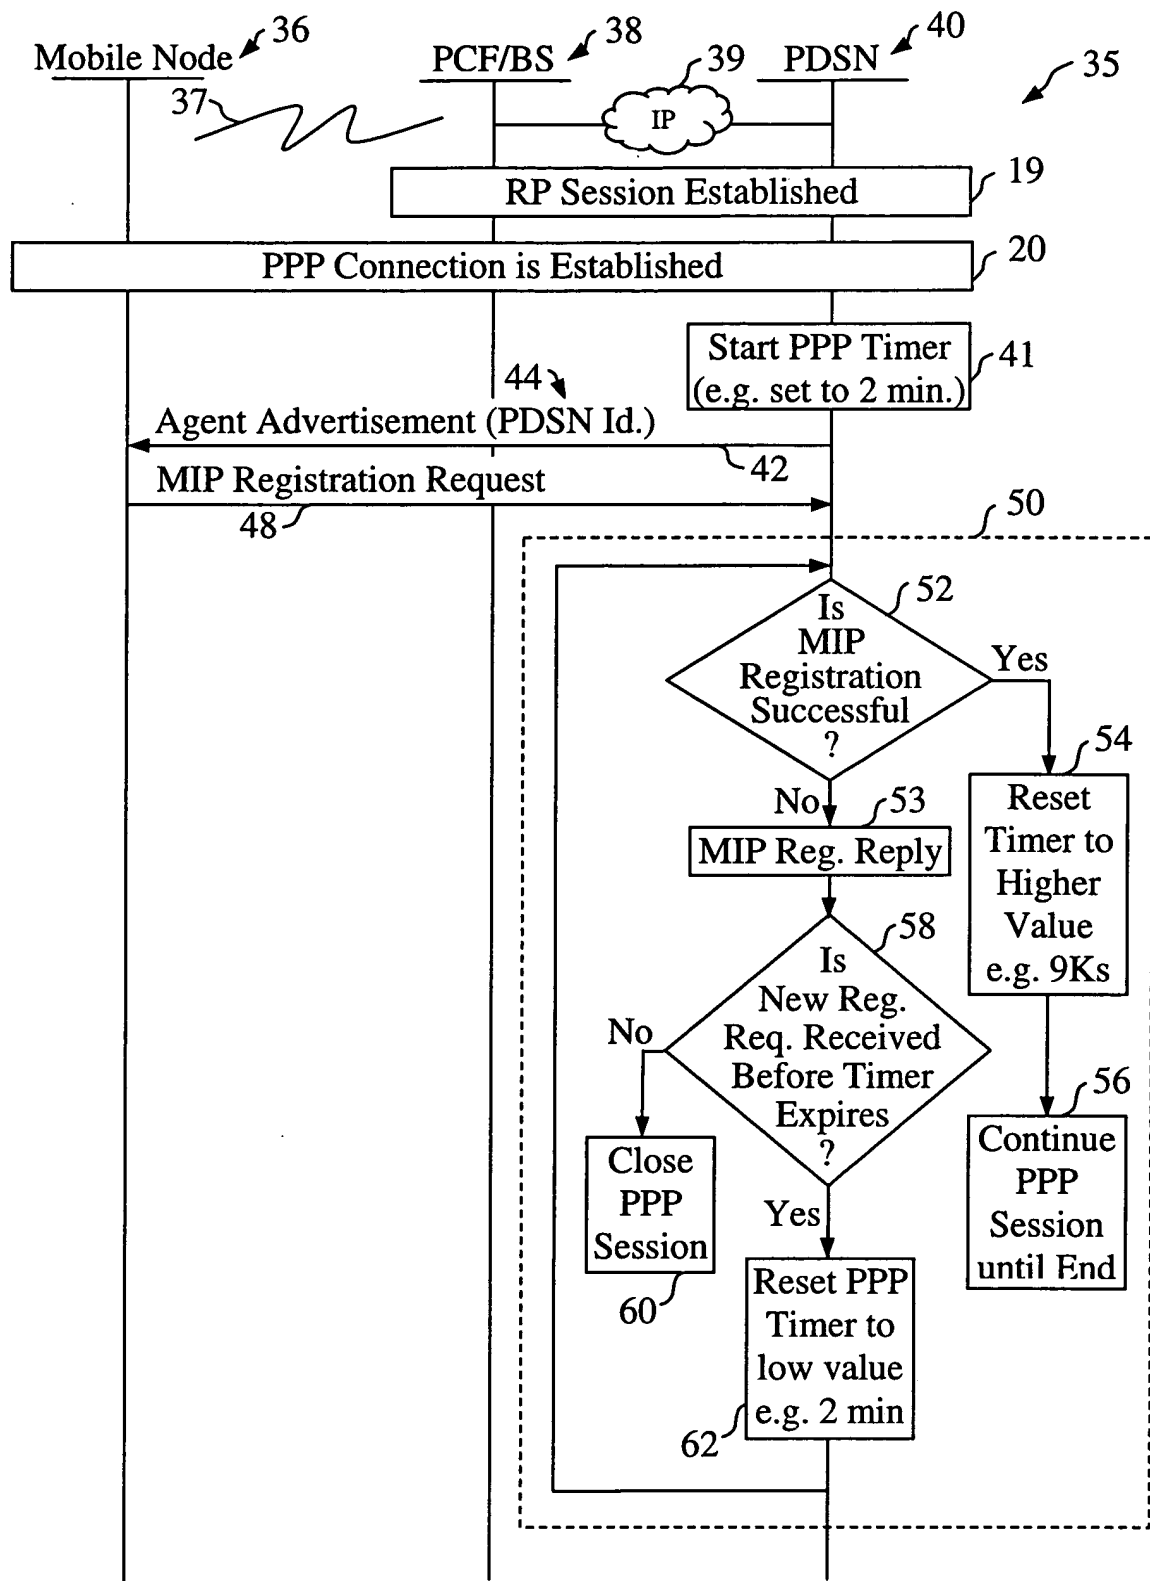 36
38
40
Mobile Node
PCF/BS
39
PDSN
35
37
IP
19
RP Session Established
20
PPP Connection is Established
Start PPP Timer
(e.g. set to 2 min.)
41
44
Agent Advertisement (PDSN Id.)
42
MIP Registration Request
48
50
52
Is
MIP
Registration
Successful
?
Yes
54
No
53
MIP Reg. Reply
Reset
Timer to
Higher
Value
e.g. 9Ks
58
Is
New Reg.
Req. Received
Before Timer
Expires
?
No
56
Close
PPP
Session
60
Yes
Continue
PPP
Session
until End
Reset PPP
Timer to
low value
e.g. 2 min
62